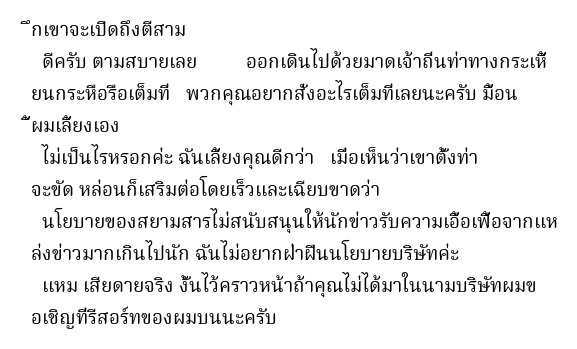 ึกเขาจะเปิดถึงตีสาม
ดีครับ ตามสบายเลย ออกเดินไปด้วยมาดเจ้าถิ่นท่าทางกระเหี้
ยนกระหือรือเต็มที่ พวกคุณอยากสั่งอะไรเต็มที่เลยนะครับ มื้อน
ี้ผมเลี้ยงเอง
ไม่เป็นไรหรอกค่ะ ฉันเลี้ยงคุณดีกว่า เมื่อเห็นว่าเขาตั้งท่า
จะขัด หล่อนก็เสริมต่อโดยเร็วและเฉียบขาดว่า
นโยบายของสยามสารไม่สนับสนุนให้นักข่าวรับความเอื้อเฟื้อจากแห
ล่งข่าวมากเกินไปนัก ฉันไม่อยากฝ่าฝืนนโยบายบริษัทค่ะ
แหม เสียดายจริง งั้นไว้คราวหน้าถ้าคุณไม่ได้มาในนามบริษัทผมข
อเชิญที่รีสอร์ทของผมบนนะครับ